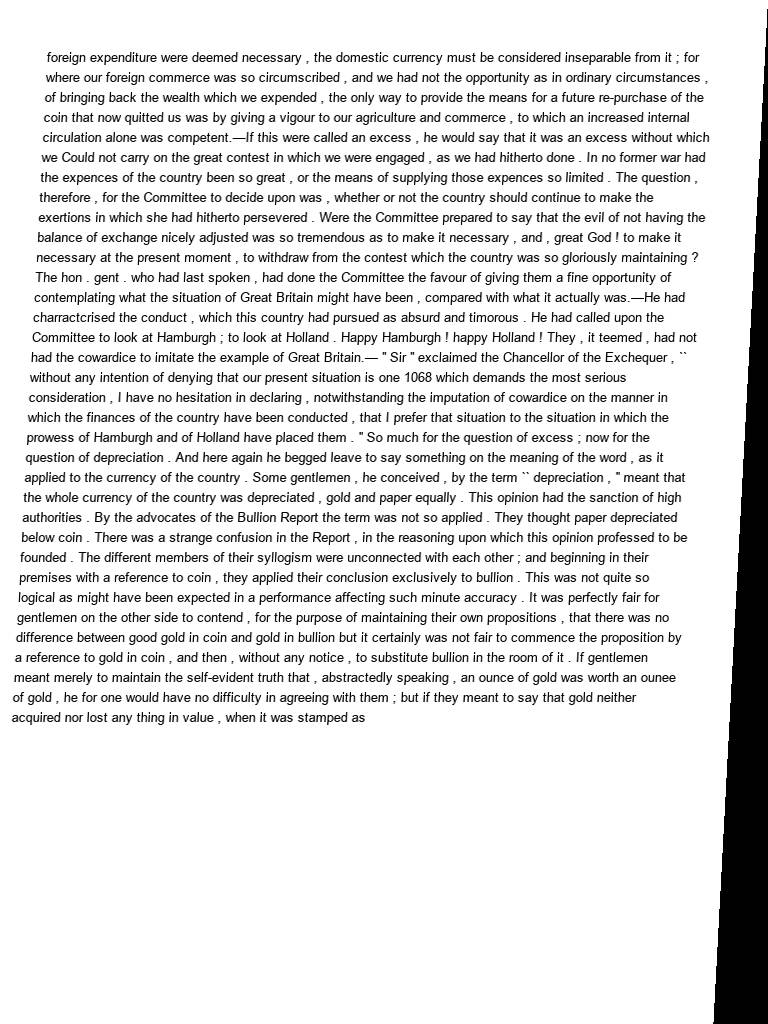 foreign expenditure were deemed necessary , the domestic currency must be considered inseparable from it ; for
where our foreign commerce was so circumscribed , and we had not the opportunity as in ordinary circumstances ,
of bringing back the wealth which we expended , the only way to provide the means for a future re-purchase of the
coin that now quitted us was by giving a vigour to our agriculture and commerce , to which an increased internal
circulation alone was competent.—If this were called an excess , he would say that it was an excess without which
we Could not carry on the great contest in which we were engaged , as we had hitherto done . In no former war had
the expences of the country been so great , or the means of supplying those expences so limited . The question ,
therefore , for the Committee to decide upon was , whether or not the country should continue to make the
exertions in which she had hitherto persevered . Were the Committee prepared to say that the evil of not having the
balance of exchange nicely adjusted was so tremendous as to make it necessary , and , great God ! to make it
necessary at the present moment , to withdraw from the contest which the country was so gloriously maintaining ?
The hon . gent . who had last spoken , had done the Committee the favour of giving them a fine opportunity of
contemplating what the situation of Great Britain might have been , compared with what it actually was.—He had
charractcrised the conduct , which this country had pursued as absurd and timorous . He had called upon the
Committee to look at Hamburgh ; to look at Holland . Happy Hamburgh ! happy Holland ! They , it teemed , had not
had the cowardice to imitate the example of Great Britain.— " Sir " exclaimed the Chancellor of the Exchequer , ``
without any intention of denying that our present situation is one 1068 which demands the most serious
consideration , I have no hesitation in declaring , notwithstanding the imputation of cowardice on the manner in
which the finances of the country have been conducted , that I prefer that situation to the situation in which the
prowess of Hamburgh and of Holland have placed them . " So much for the question of excess ; now for the
question of depreciation . And here again he begged leave to say something on the meaning of the word , as it
applied to the currency of the country . Some gentlemen , he conceived , by the term `` depreciation , " meant that
the whole currency of the country was depreciated , gold and paper equally . This opinion had the sanction of high
authorities . By the advocates of the Bullion Report the term was not so applied . They thought paper depreciated
below coin . There was a strange confusion in the Report , in the reasoning upon which this opinion professed to be
founded . The different members of their syllogism were unconnected with each other ; and beginning in their
premises with a reference to coin , they applied their conclusion exclusively to bullion . This was not quite so
logical as might have been expected in a performance affecting such minute accuracy . It was perfectly fair for
gentlemen on the other side to contend , for the purpose of maintaining their own propositions , that there was no
difference between good gold in coin and gold in bullion but it certainly was not fair to commence the proposition by
a reference to gold in coin , and then , without any notice , to substitute bullion in the room of it . If gentlemen
meant merely to maintain the self-evident truth that , abstractedly speaking , an ounce of gold was worth an ounee
of gold , he for one would have no difficulty in agreeing with them ; but if they meant to say that gold neither
acquired nor lost any thing in value , when it was stamped as